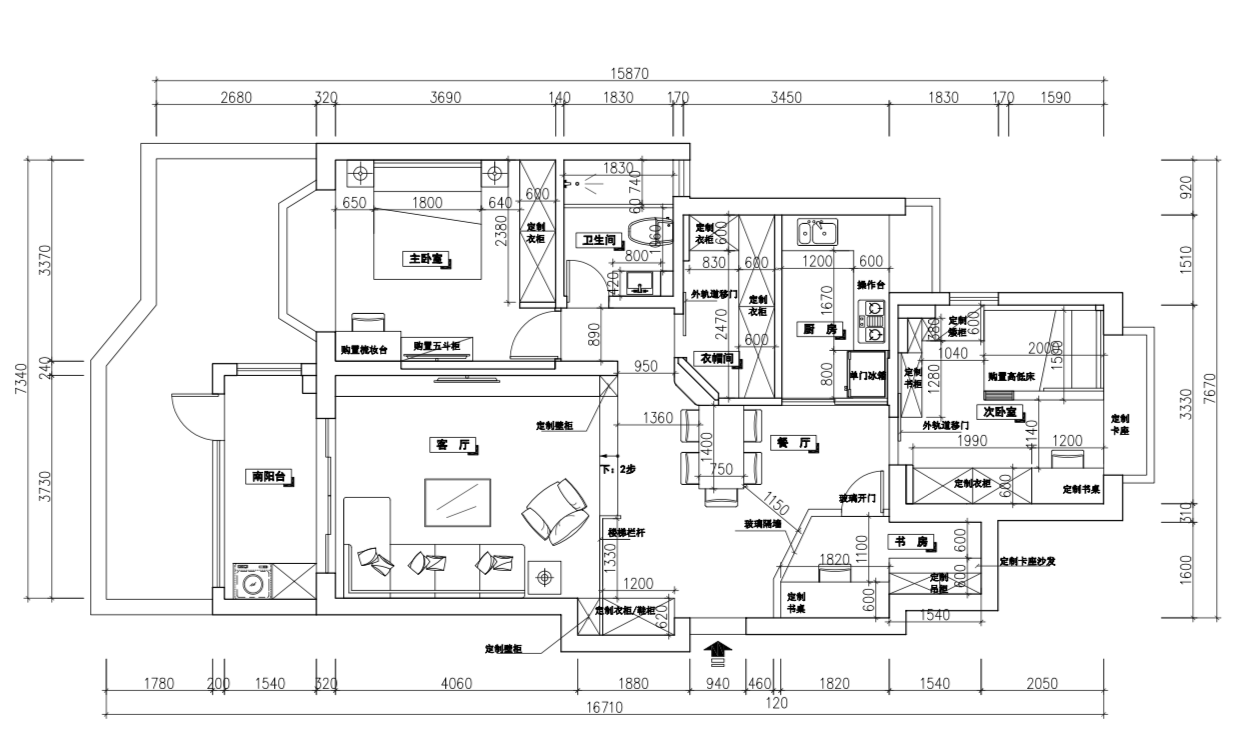 15870
2680 320 3690 140 1830 170 3450 1830 170 1590
7340
3370
240
3730
920
1510
3330
310
1600
7670
650 1800 640
600
2380
定制
衣柜
主卧室
购置梳妆台
购置五斗柜
1830
740
60
卫生间
800
420
890
950
定制
衣柜
600
830 600
外轨道移门
定制
衣柜
2470
600
衣帽间
1200 600
操作台
1670
厨 房
800
单门冰箱
380
定制
600
1040
2000
1500
定制
书柜
1280
购置高低床
次卧室
外轨道移门
4140
定制
卡座
1990 1200
定制衣柜
600
定制书桌
南阳台
客 厅
定制壁柜
1360
1400
750
餐 厅
下：2步
楼梯栏杆
1330
1200
定制衣柜/鞋柜
620
定制壁柜
1150
玻璃隔墙
玻璃开门
1100
1820
定制
书桌
600
书 房
600
定制卡座沙发
600
定制
吊柜
1540
1780 200 1540 320 4060 1880 940 460 1820 1540 2050
120
16710